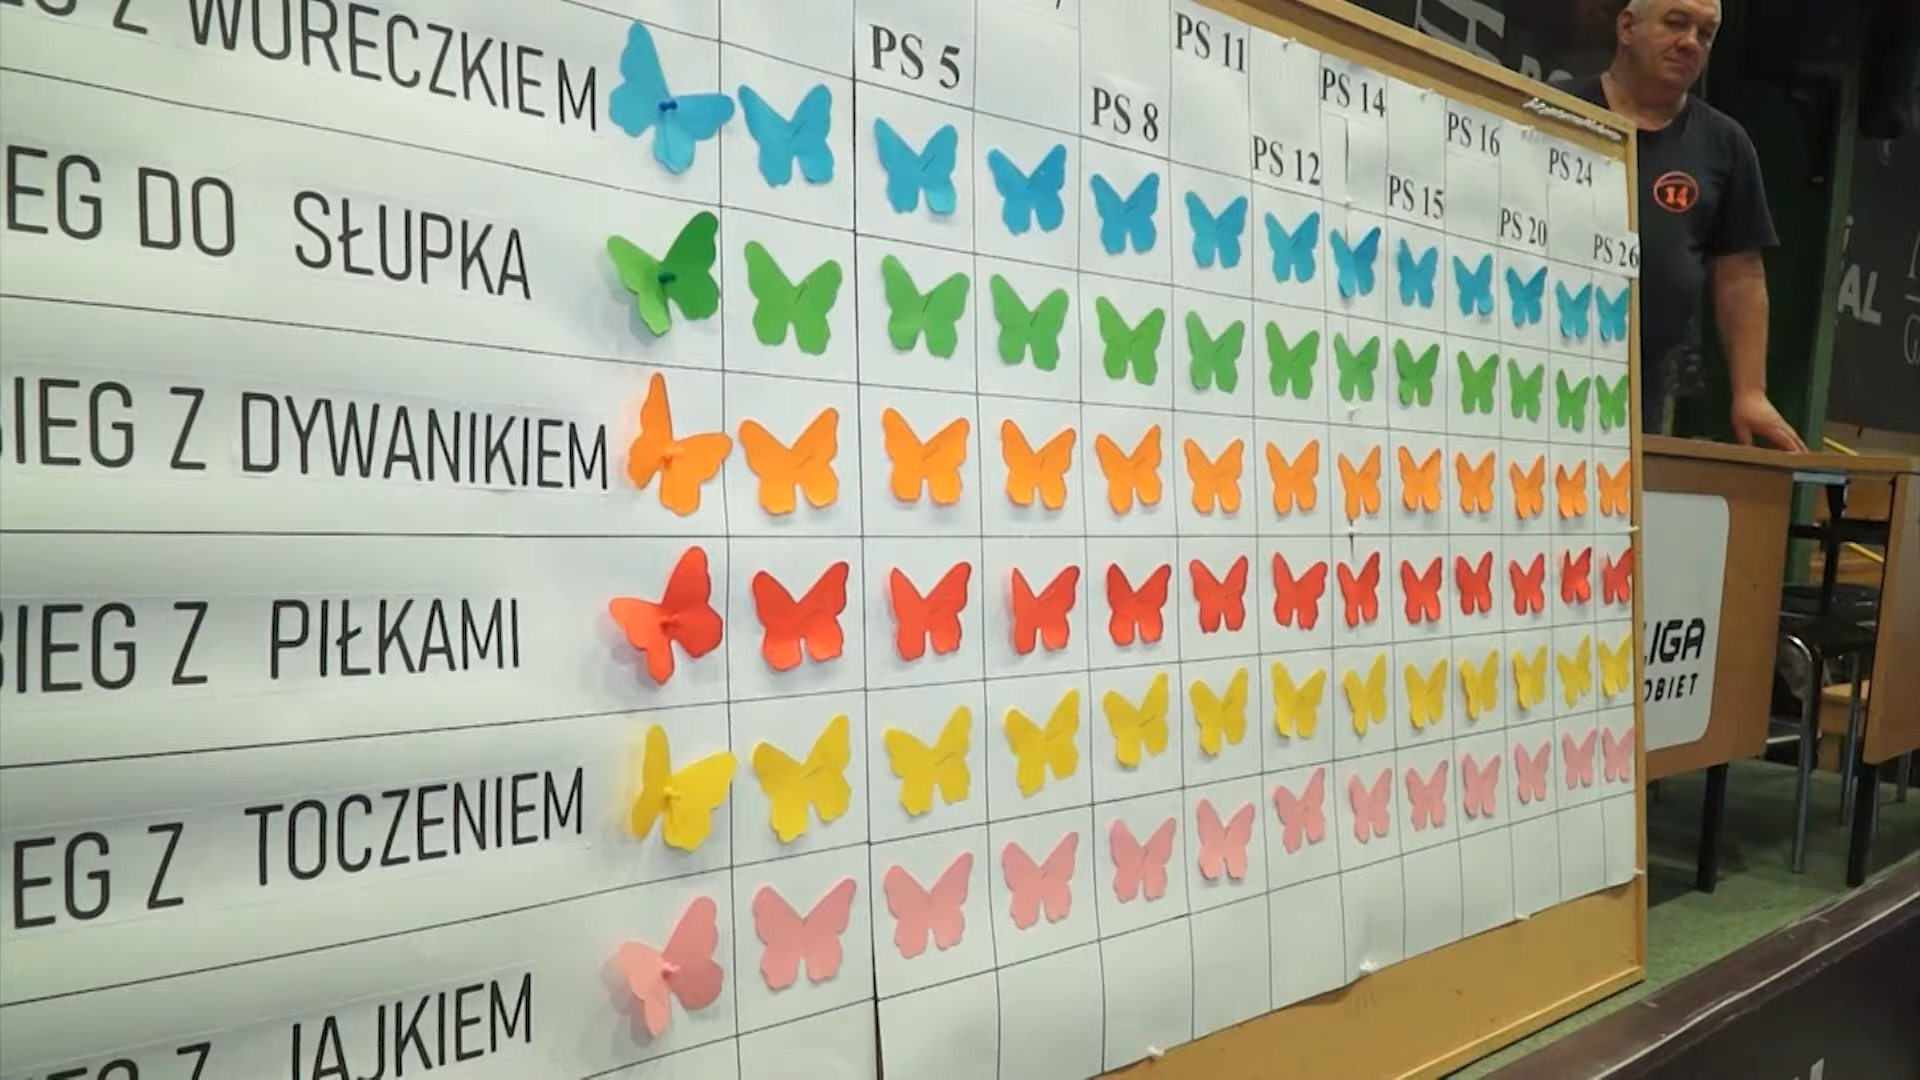 Z WORECZKIEM
PS 5
PS 8
PS 11
PS 12
PS 14
PS 15
PS 16
PS 20
PS 24
PS 26
EG DO SŁUPKA
14
BIEG Z DYWANIKIEM
BIEG Z PIŁKAMI
LIGA
OBIET
EG Z TOCZENIEM
Z JAJKIEM